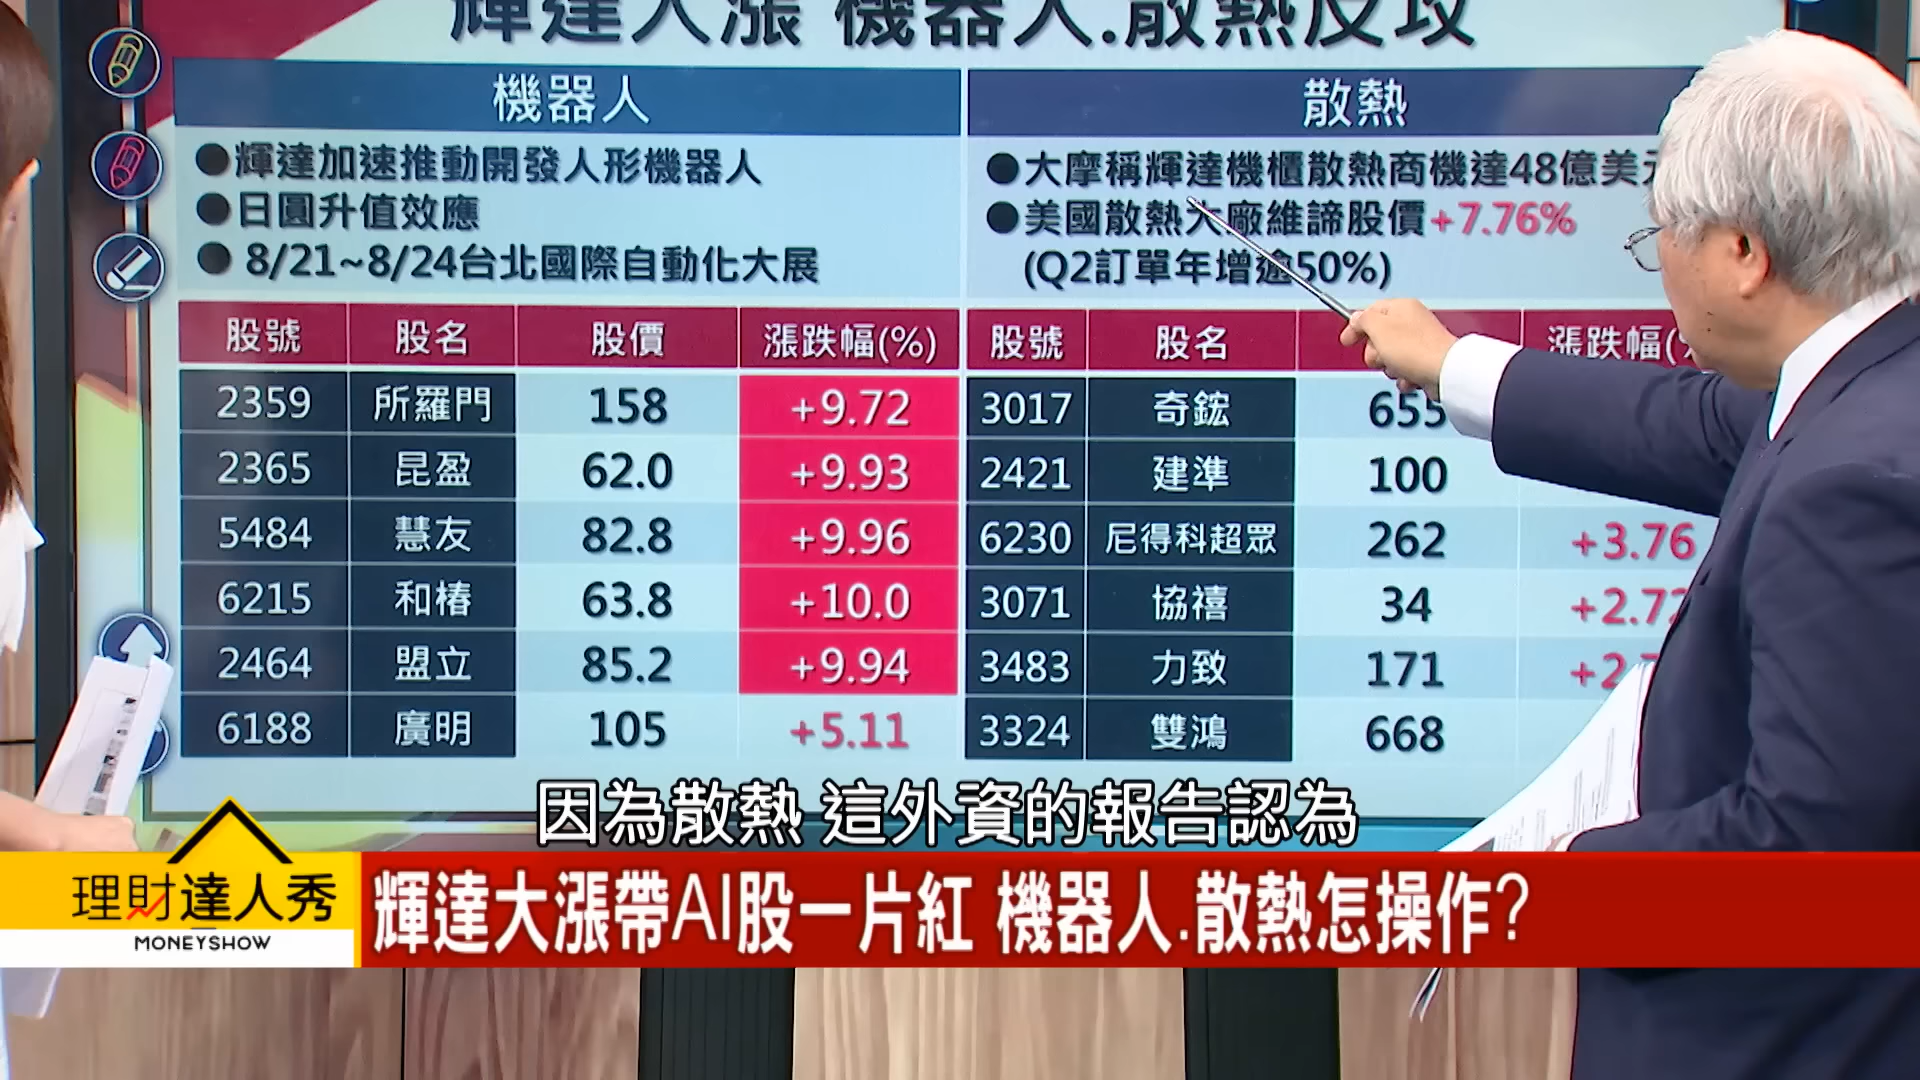 輝達大漲 機器人.散熱反攻
機器人
●輝達加速推動開發人形機器人
●日圓升值效應
●8/21~8/24台北國際自動化大展
股號 股名 股價 漲跌幅(%)
2359 所羅門 158 +9.72
2365 昆盈 62.0 +9.93
5484 慧友 82.8 +9.96
6215 和椿 63.8 +10.0
2464 盟立 85.2 +9.94
6188 廣明 105 +5.11
散熱
●大摩稱輝達機櫃散熱商機達48億美元
●美國散熱大廠維諦股價+7.76%
(Q2訂單年增逾50%)
股號 股名 漲跌幅(%
3017 奇鋐 655
2421 建準 100
6230 尼得科超眾 262 +3.76
3071 協禧 34 +2.72
3483 力致 171 +2.
3324 雙鴻 668
因為散熱 這外資的報告認為
理財達人秀
MONEYSHOW
輝達大漲帶AI股一片紅 機器人.散熱怎操作?